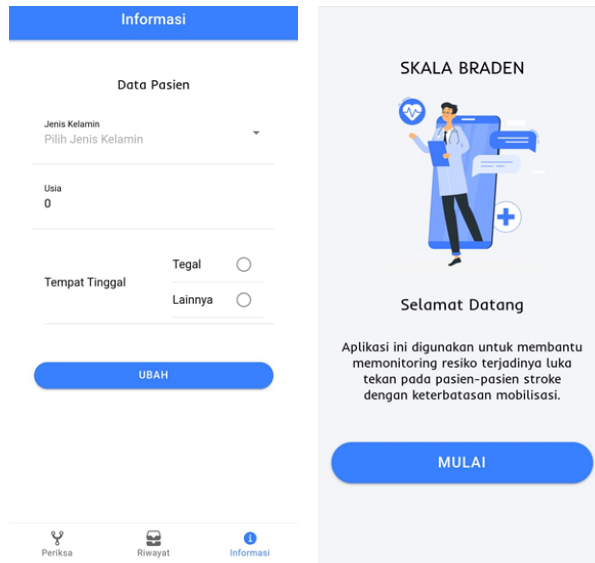 Informasi
Data Pasien
Jenis Kelamin
Pilih Jenis Kelamin
Usia
0
Tempat Tinggal
Tegal
Lainnya
UBAH
Periksa
Riwayat
Informasi
SKALA BRADEN
Selamat Datang
Aplikasi ini digunakan untuk membantu
memonitoring resiko terjadinya luka
tekan pada pasien-pasien stroke
dengan keterbatasan mobilisasi.
MULAI